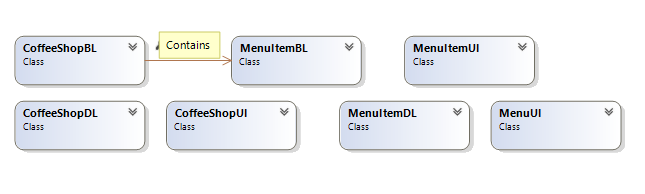 CoffeeShopBL
Class
Contains
MenuItemBL
Class
MenuItemUI
Class
CoffeeShopDL
Class
CoffeeShopUI
Class
MenuItemDL
Class
MenuUI
Class